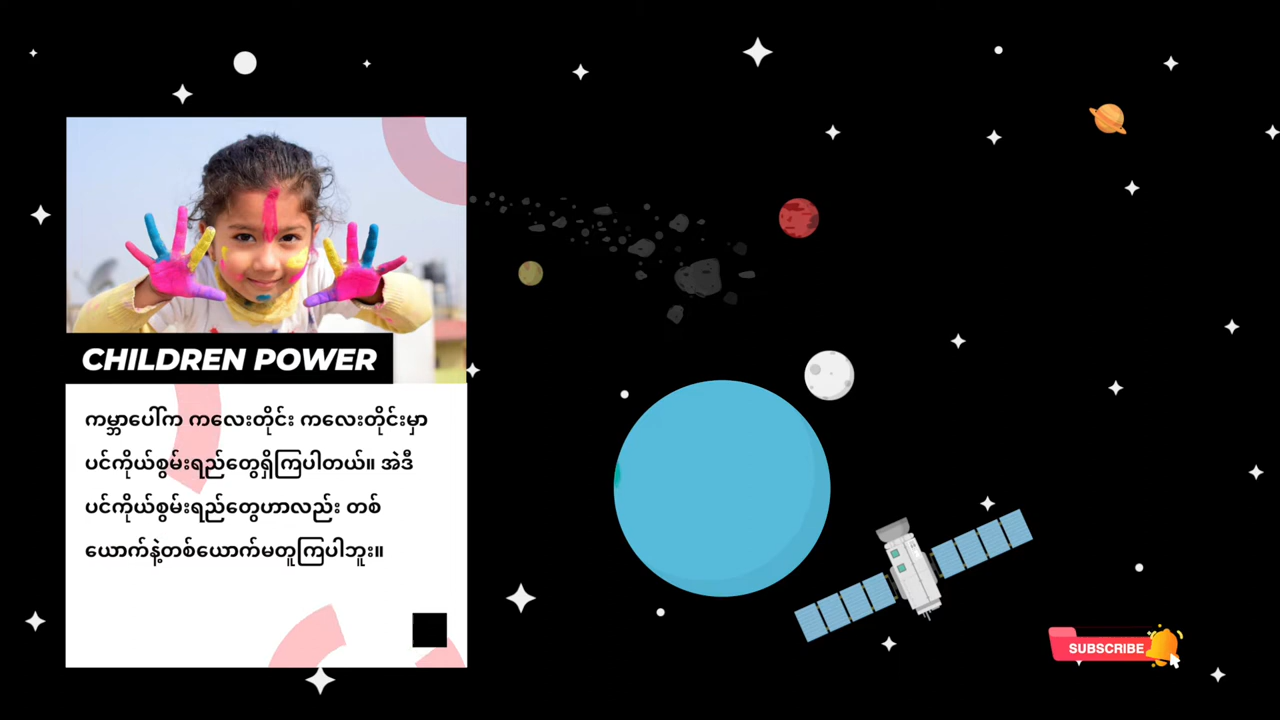 CHILDREN POWER
ကမ္ဘာပေါ်က ကလေးတိုင်း ကလေးတိုင်းမှာ
ပင်ကိုယ်စွမ်းရည်တွေရှိကြပါတယ်။ အဲဒီ
ပင်ကိုယ်စွမ်းရည်တွေဟာလည်း တစ်
ယောက်နဲ့တစ်ယောက်မတူကြပါဘူး။
SUBSCRIBE